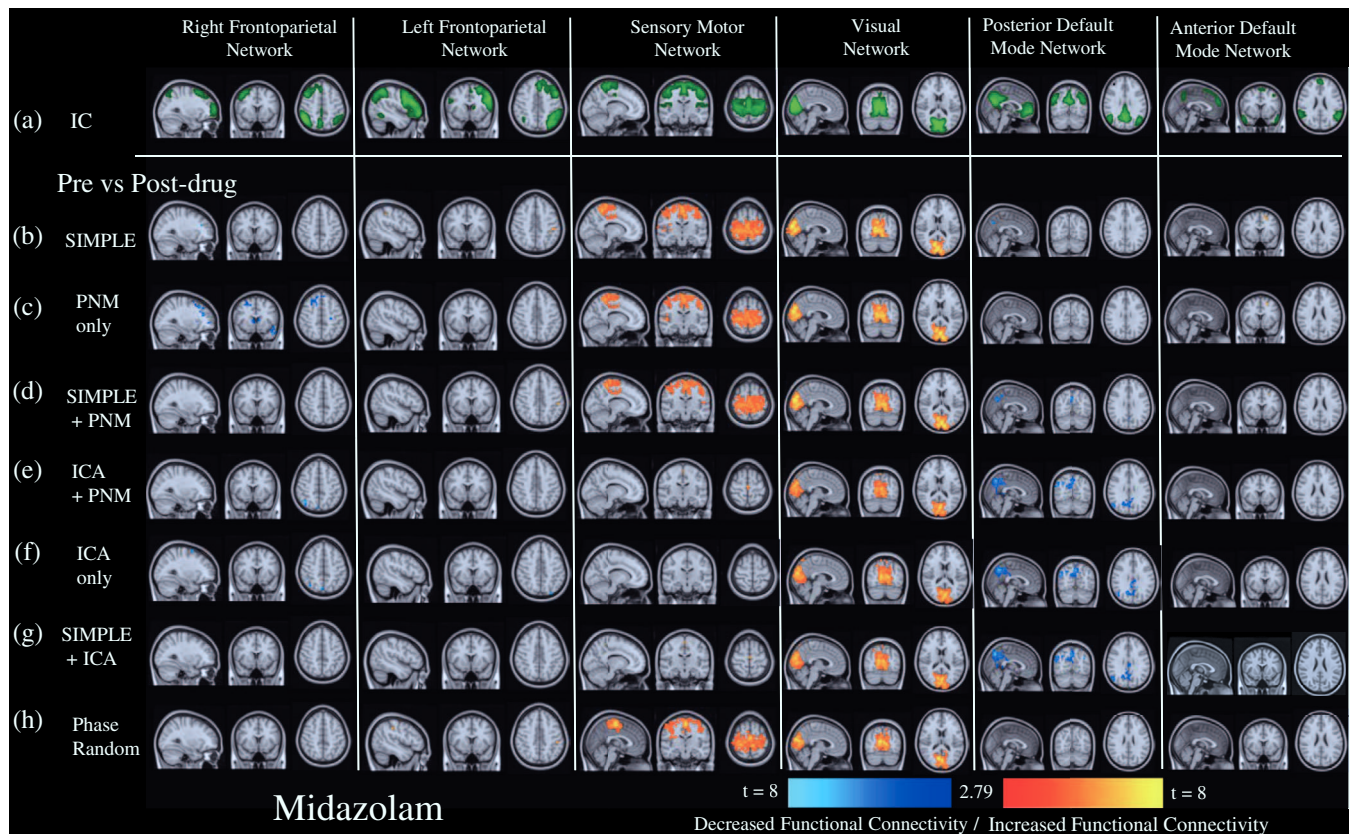 Right Frontoparietal
Network
Left Frontoparietal
Network
Sensory Motor
Network
Visual
Network
Posterior Default
Mode Network
Anterior Default
Mode Network
(a) IC
Pre vs Post-drug
(b) SIMPLE
(c) PNM
only
(d) SIMPLE
+ PNM
(e) ICA
+ PNM
(f) ICA
only
(g) SIMPLE
+ ICA
(h) Phase
Random
Midazolam
t = 8 2.79 t = 8
Decreased Functional Connectivity / Increased Functional Connectivity